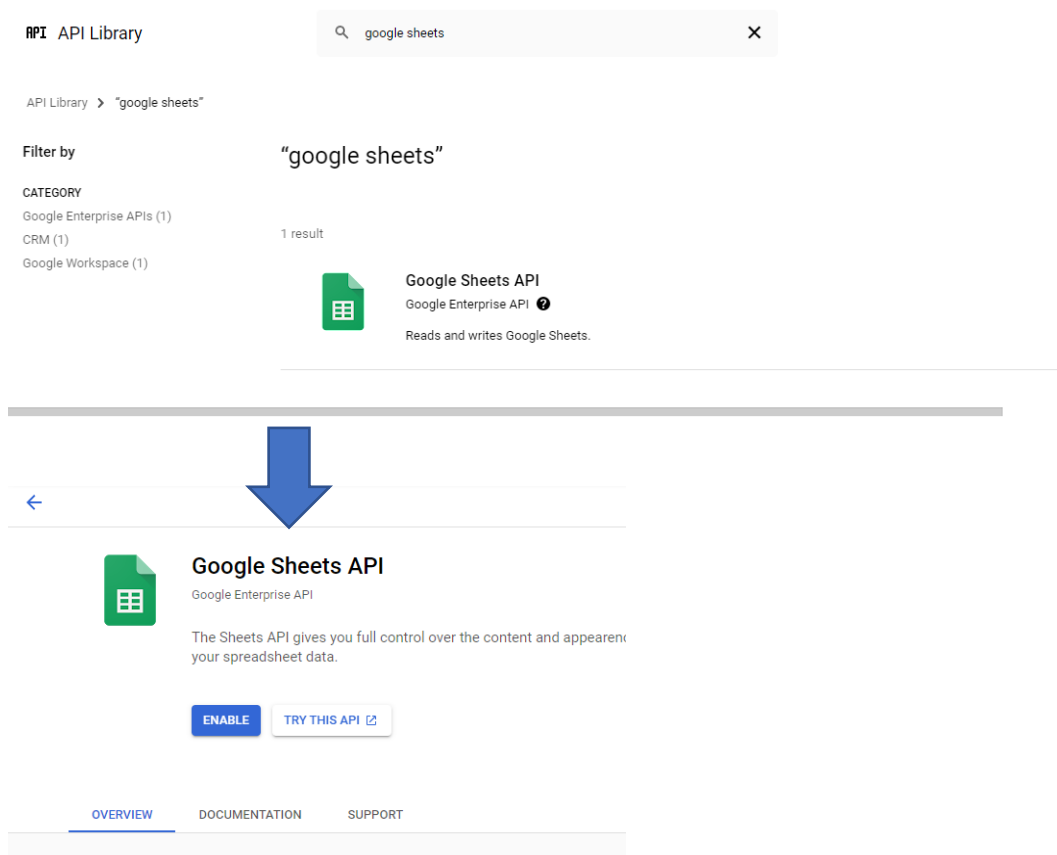 API API Library
google sheets
API Library > “google sheets”
Filter by
CATEGORY
Google Enterprise APIs (1)
CRM (1)
Google Workspace (1)
“google sheets”
1 result
Google Sheets API
Google Enterprise API
Reads and writes Google Sheets.
Google Sheets API
Google Enterprise API
The Sheets API gives you full control over the content and appearenc
your spreadsheet data.
ENABLE TRY THIS API
OVERVIEW DOCUMENTATION SUPPORT